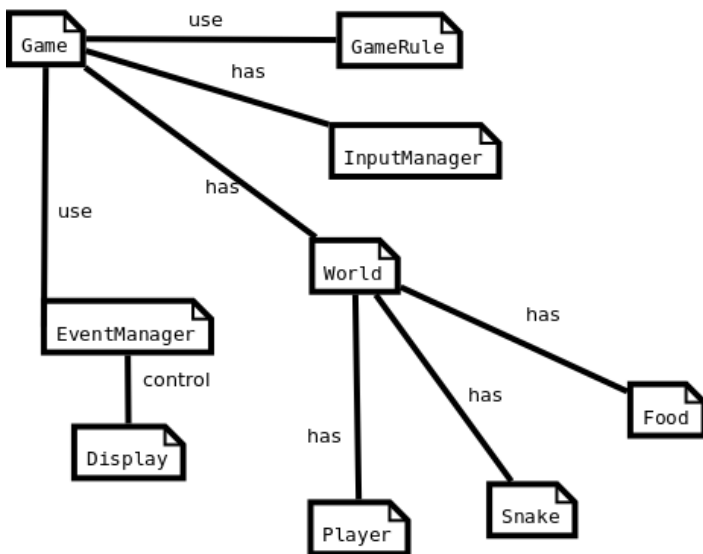 use
Game
GameRule
has
InputManager
has
use
World
has
EventManager
control
has
Food
Display
has
Snake
Player